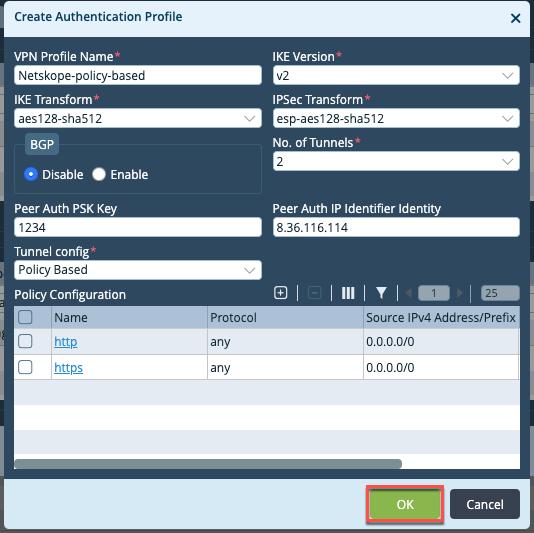 Create Authentication Profile
VPN Profile Name* IKE Version*
Netskope-policy-based v2
IKE Transform* IPSec Transform*
aes128-sha512 esp-aes128-sha512
BGP No. of Tunnels*
Disable Enable 2
Peer Auth PSK Key Peer Auth IP Identifier Identity
1234 8.36.116.114
Tunnel config*
Policy Based
Policy Configuration 1 25
Name Protocol Source IPv4 Address/Prefix
http any 0.0.0.0/0
https any 0.0.0.0/0
OK Cancel